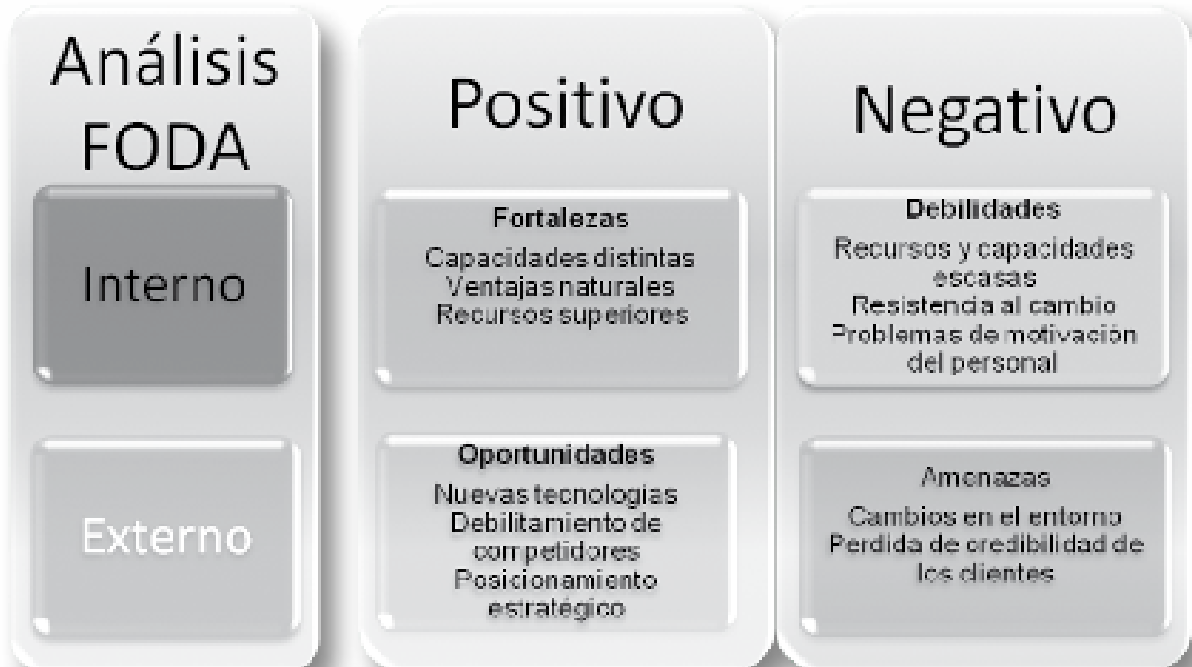 Análisis
FODA
Positivo
Negativo
Interno
Fortalezas
Capacidades distintas
Ventajas naturales
Recursos superiores
Debilidades
Recursos y capacidades
escasas
Resistencia al cambio
Problemas de motivación
del personal
Externo
Oportunidades
Nuevas tecnologías
Debilitamiento de
competidores
Posicionamiento
estratégico
Amenazas
Cambios en el entorno
Perdida de credibilidad de
los clientes